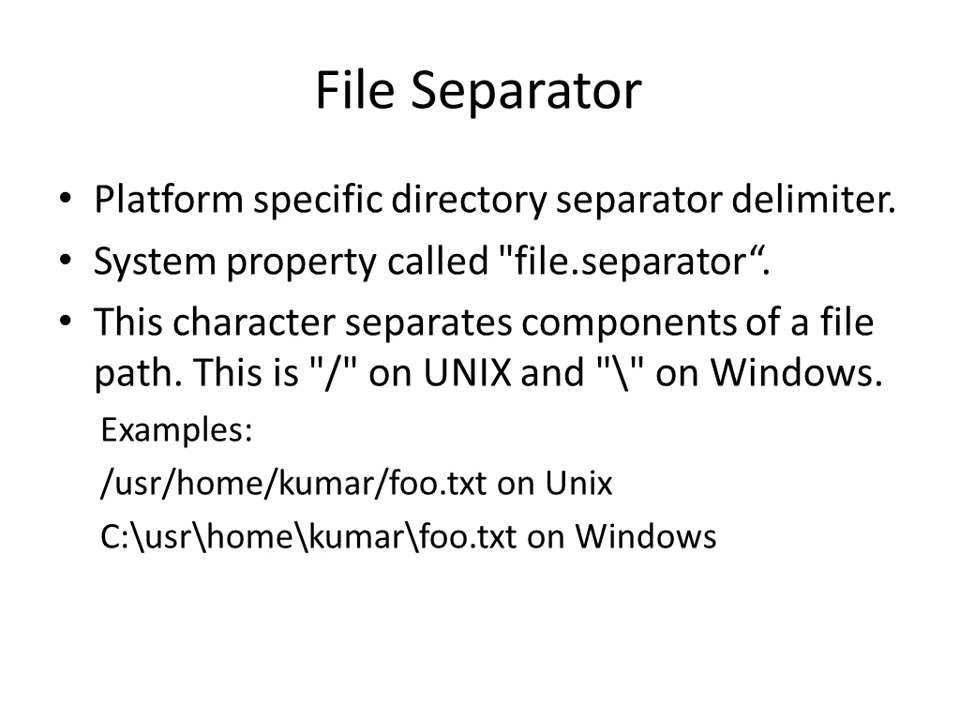 File Separator
• Platform specific directory separator delimiter.
• System property called "file.separator“.
• This character separates components of a file
path. This is "/" on UNIX and "\" on Windows.
Examples:
/usr/home/kumar/foo.txt on Unix
C:\usr\home\kumar\foo.txt on Windows